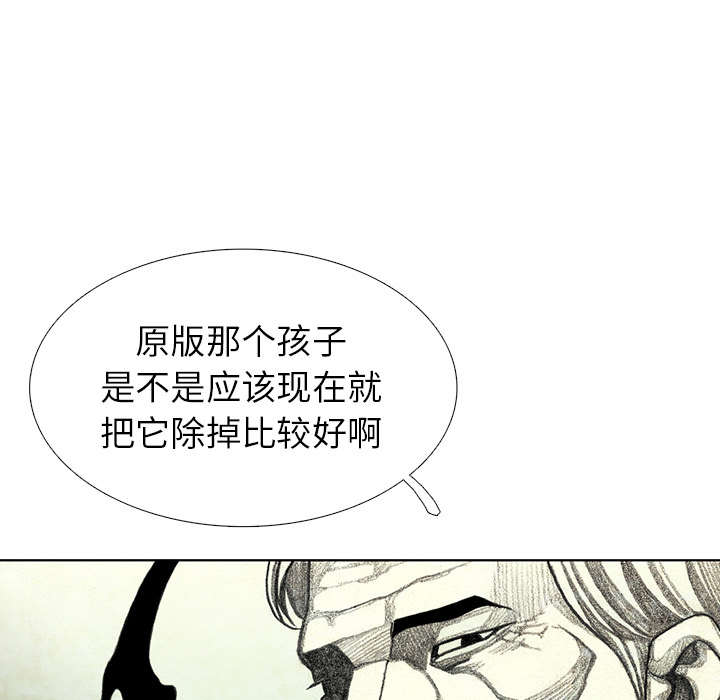 原版那个孩子
是不是应该现在就
把它除掉比较好啊